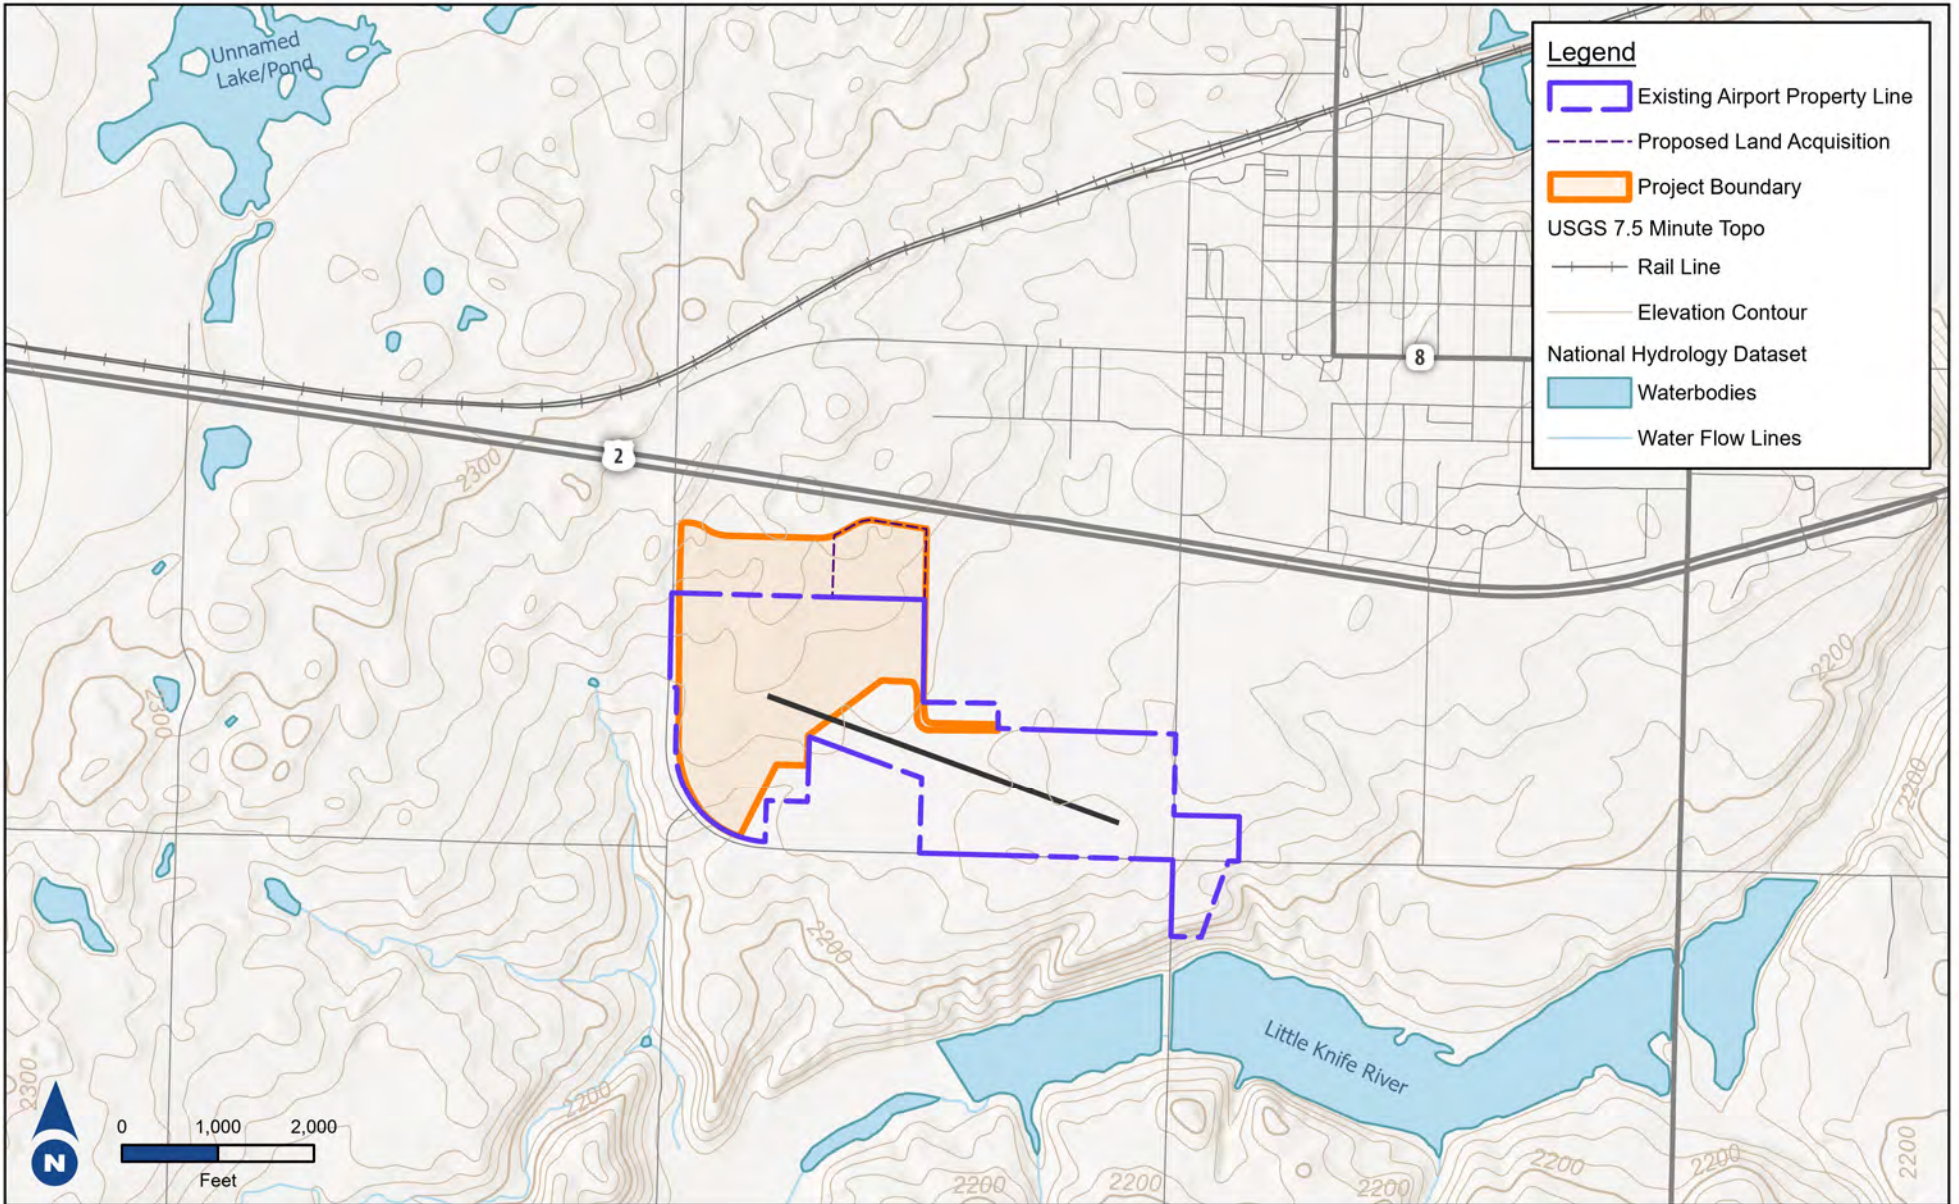 Unnamed
Lake/Pond
Legend
Existing Airport Property Line
Proposed Land Acquisition
Project Boundary
USGS 7.5 Minute Topo
Rail Line
Elevation Contour
National Hydrology Dataset
Waterbodies
Water Flow Lines
8
2
2300
2200
2300
2200
2200
Little Knife River
2300
2200
0 1,000 2,000
Feet
N
2200
2200
2200
2200
2200
2200